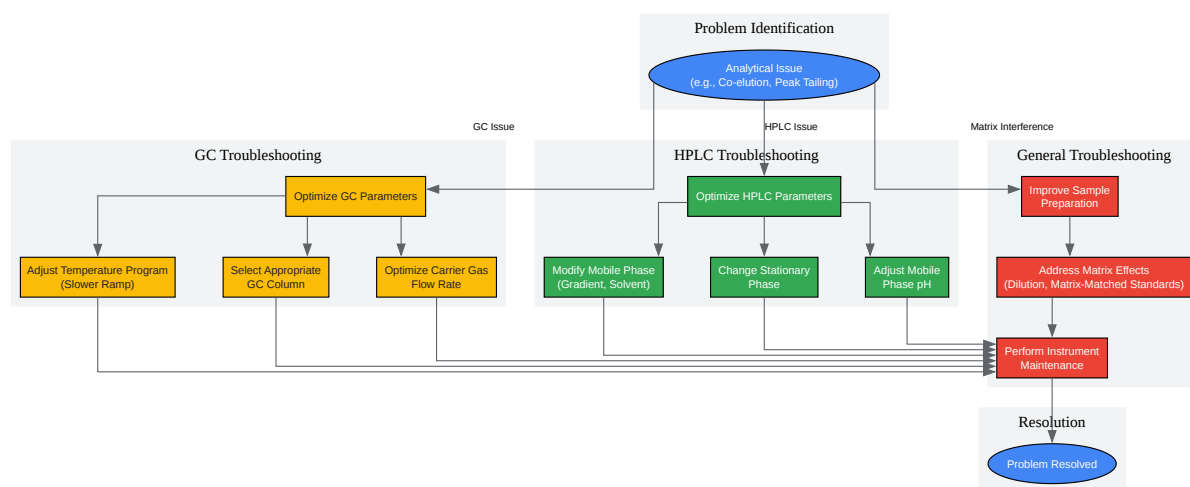 Problem Identification
Analytical Issue
(e.g., Co-elution, Peak Tailing)
GC Issue
HPLC Issue
Matrix Interference
GC Troubleshooting
HPLC Troubleshooting
General Troubleshooting
Optimize GC Parameters
Optimize HPLC Parameters
Improve Sample
Preparation
Adjust Temperature Program
(Slower Ramp)
Select Appropriate
GC Column
Optimize Carrier Gas
Flow Rate
Modify Mobile Phase
(Gradient, Solvent)
Change Stationary
Phase
Adjust Mobile
Phase pH
Address Matrix Effects
(Dilution, Matrix-Matched Standards)
Perform Instrument
Maintenance
Resolution
Problem Resolved